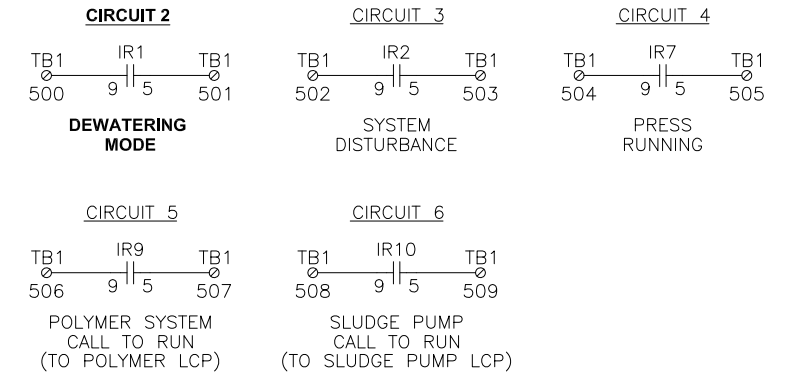 CIRCUIT 2
TB1 IR1 TB1
500 9 5 501
DEWATERING
MODE
CIRCUIT 3
TB1 IR2 TB1
502 9 5 503
SYSTEM
DISTURBANCE
CIRCUIT 4
TB1 IR7 TB1
504 9 5 505
PRESS
RUNNING
CIRCUIT 5
TB1 IR9 TB1
506 9 5 507
POLYMER SYSTEM
CALL TO RUN
(TO POLYMER LCP)
CIRCUIT 6
TB1 IR10 TB1
508 9 5 509
SLUDGE PUMP
CALL TO RUN
(TO SLUDGE PUMP LCP)